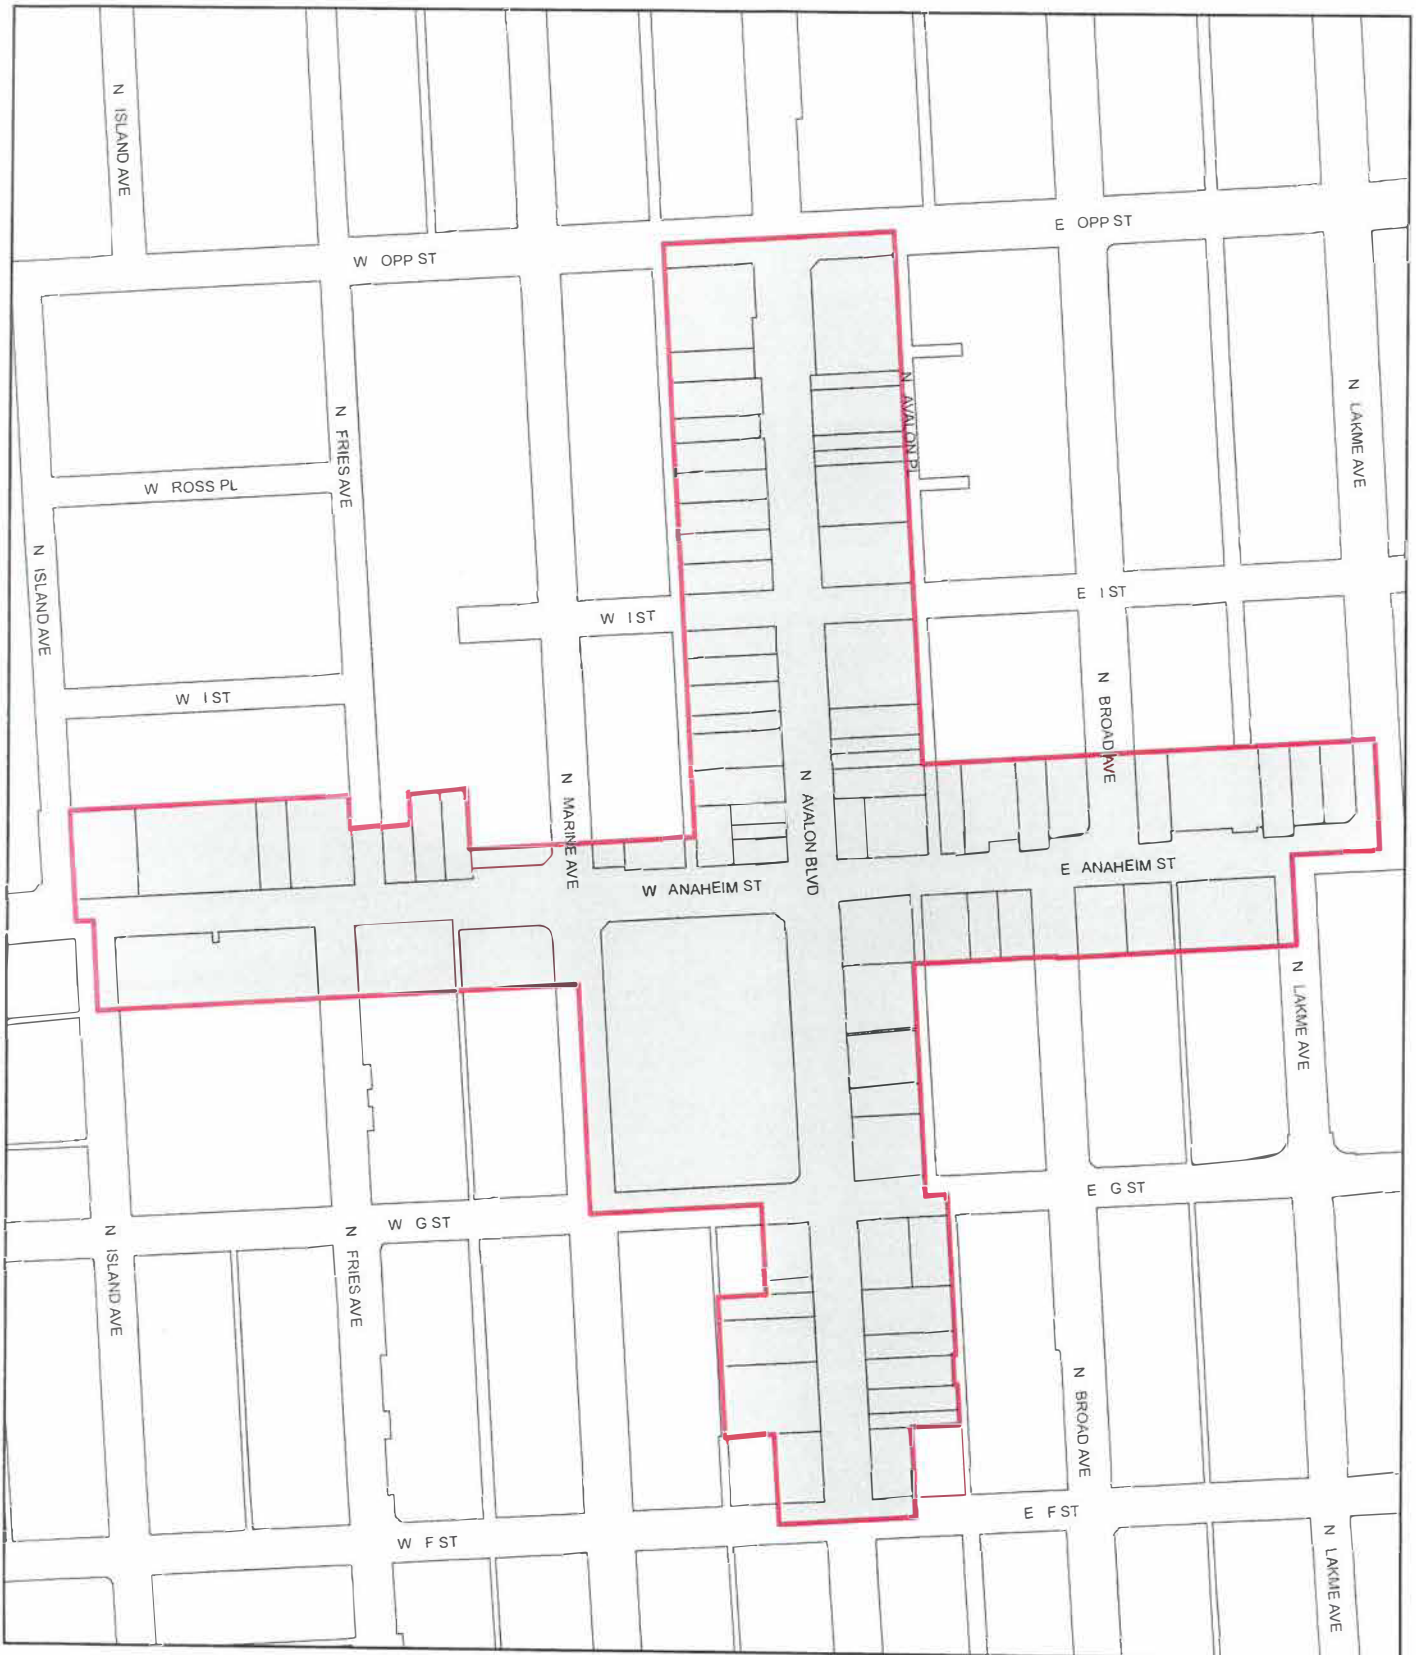 N ISLAND AVE
E OPP ST
W OPP ST
N FRIES AVE
N AVALON PL
N LAKME AVE
W ROSS PL
N ISLAND AVE
E I ST
W I ST
W I ST
N BROAD AVE
N MARINE AVE
N AVALON BLVD
E ANAHEIM ST
W ANAHEIM ST
N LAKME AVE
E G ST
W G ST
N ISLAND AVE
N FRIES AVE
N BROAD AVE
E F ST
W F ST
N LAKME AVE